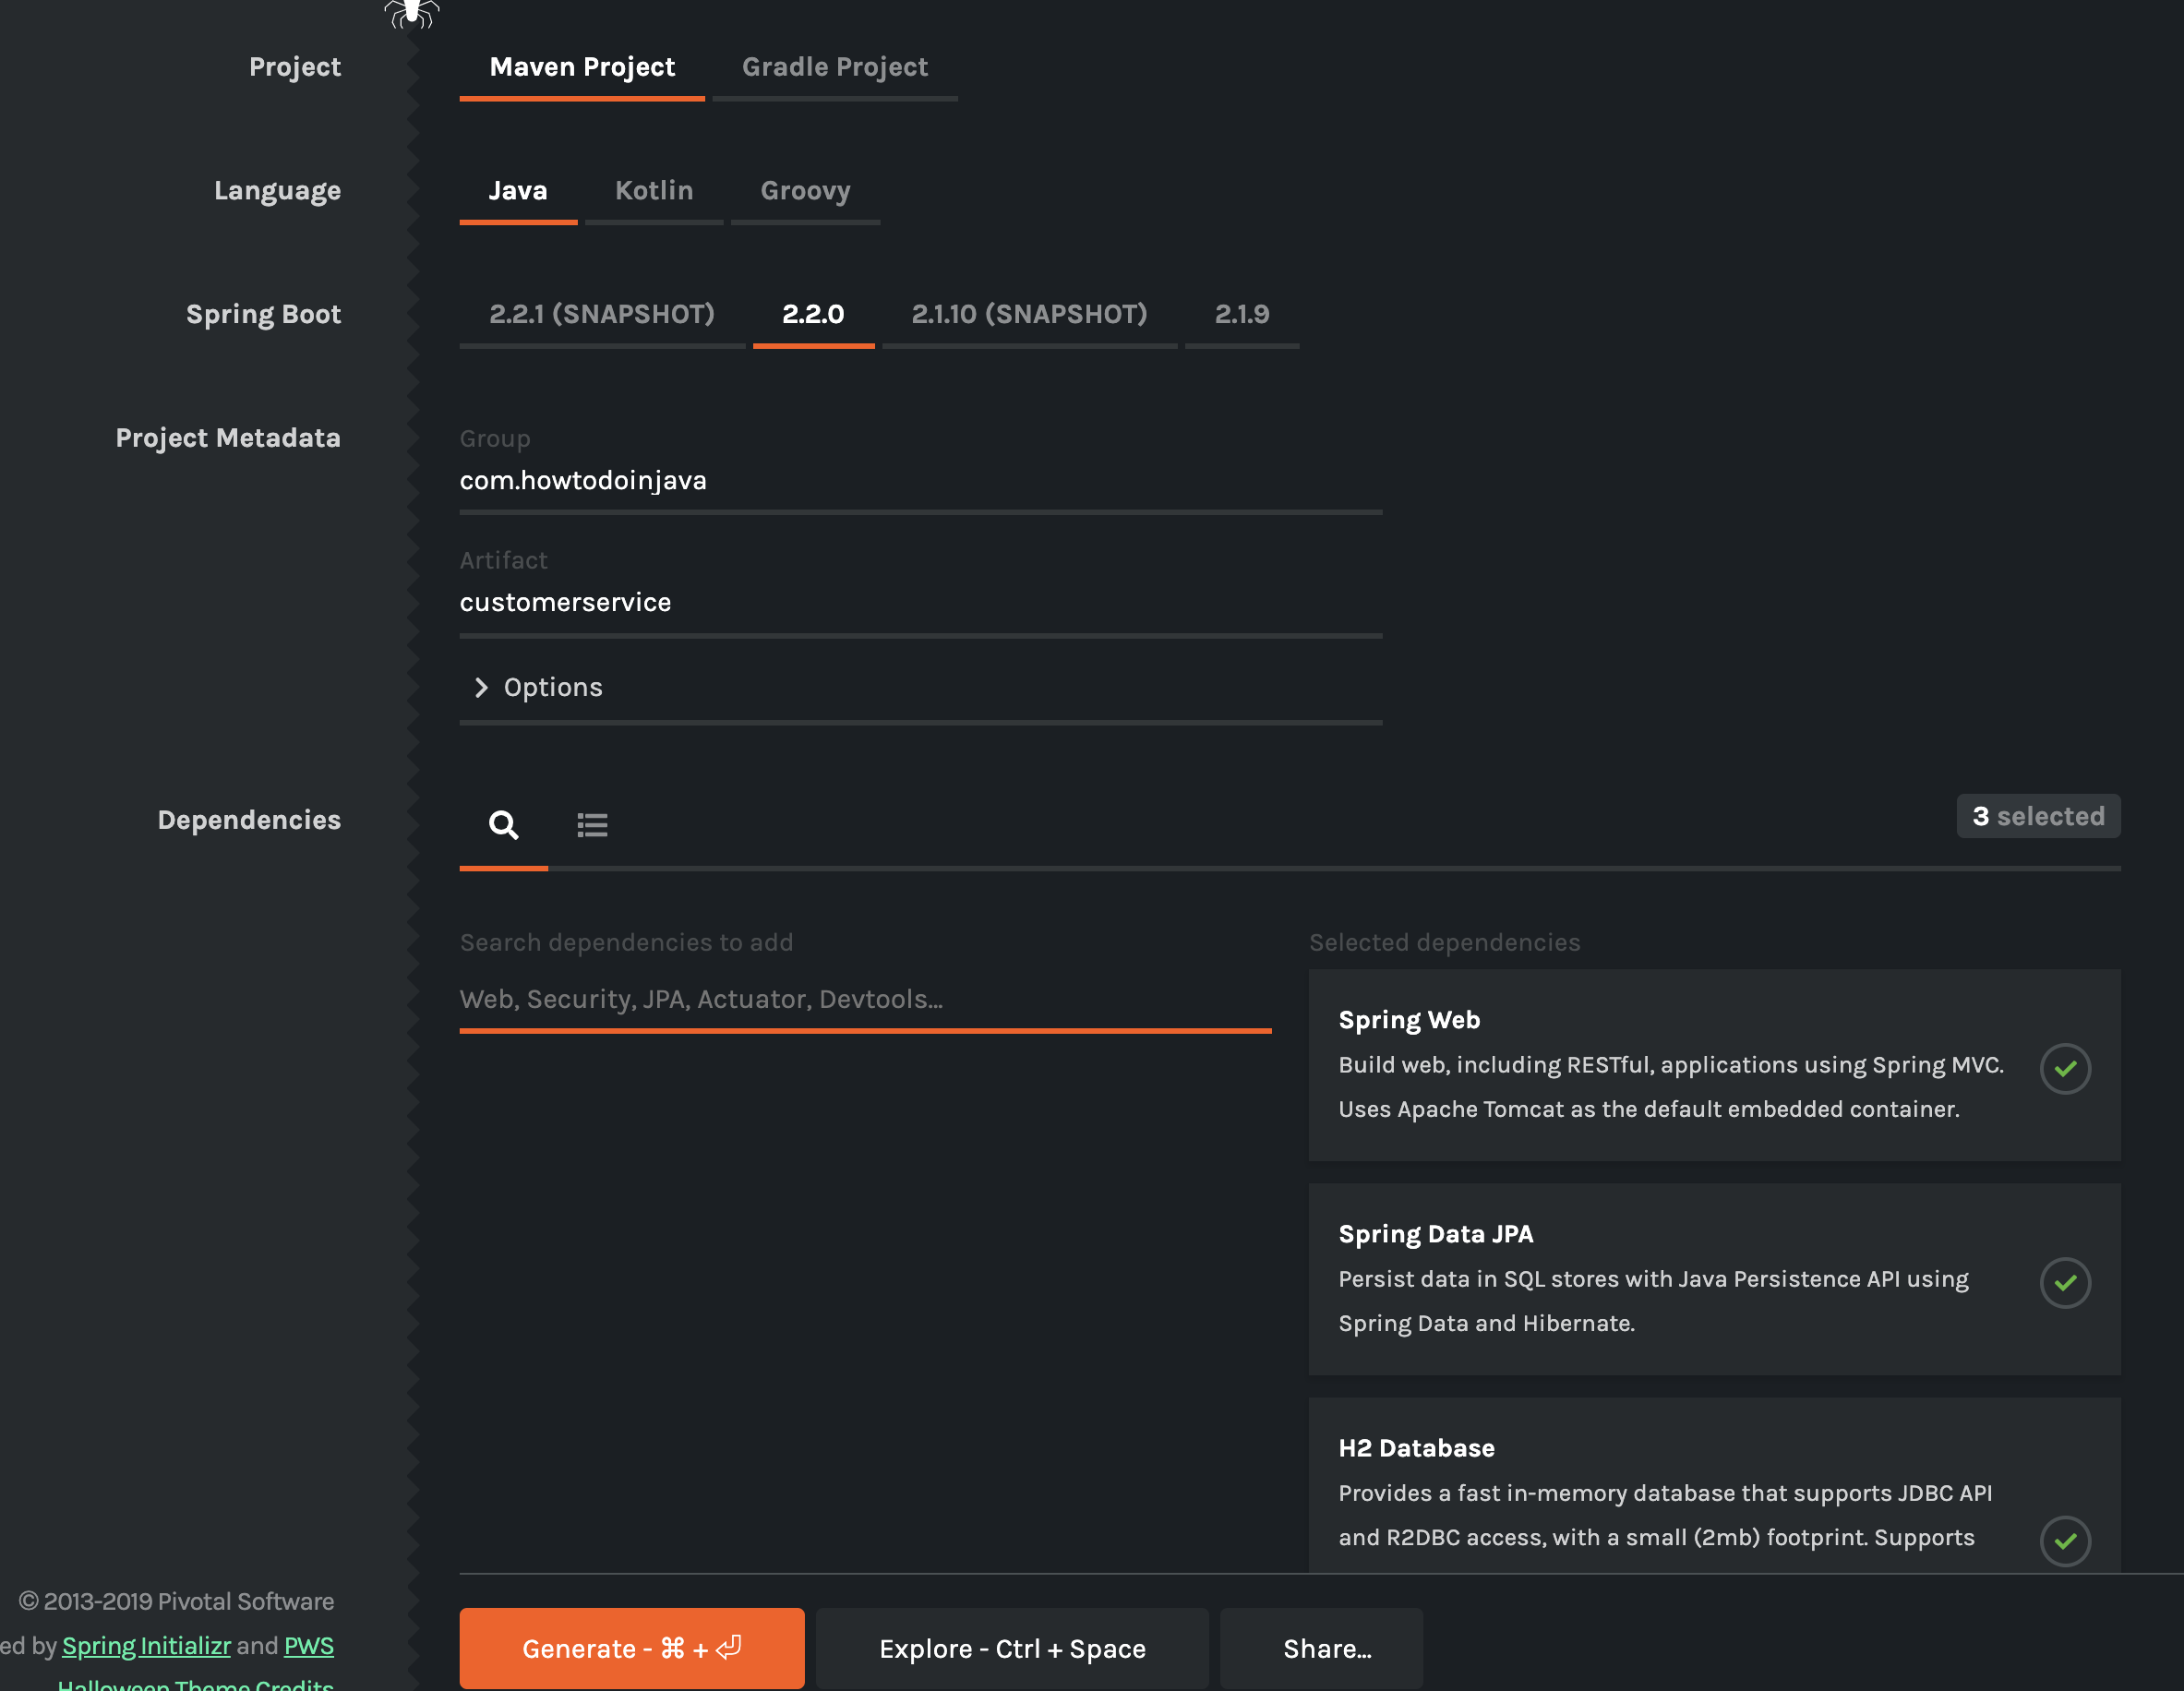 Project
Maven Project
Gradle Project
Language
Java
Kotlin
Groovy
Spring Boot
2.2.1 (SNAPSHOT)
2.2.0
2.1.10 (SNAPSHOT)
2.1.9
Project Metadata
Group
com.howtodoinjava
Artifact
customerservice
Options
Dependencies
3 selected
Search dependencies to add
Web, Security, JPA, Actuator, Devtools...
Selected dependencies
Spring Web
Build web, including RESTful, applications using Spring MVC.
Uses Apache Tomcat as the default embedded container.
Spring Data JPA
Persist data in SQL stores with Java Persistence API using
Spring Data and Hibernate.
H2 Database
Provides a fast in-memory database that supports JDBC API
and R2DBC access, with a small (2mb) footprint. Supports
© 2013-2019 Pivotal Software
ed by Spring Initializr and PWS
Halloween Theme Credits
Generate - ⌘ + ⏎
Explore - Ctrl + Space
Share...